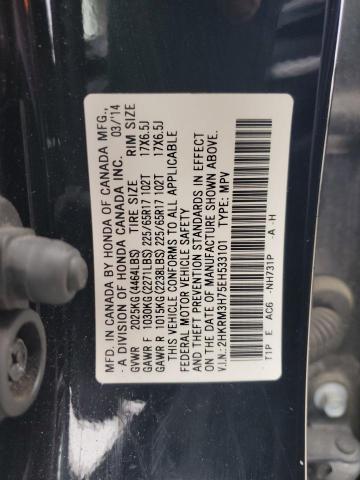 MFD. IN CANADA BY HONDA OF CANADA MFG.,
-A DIVISION OF HONDA CANADA INC. 03/'14
GVWR 2025KG(4464LBS) TIRE SIZE RIM SIZE
GAWR F 1030KG(2271LBS) 225/65R17 102T 17X6.5J
GAWR R 1015KG(2238LBS) 225/65R17 102T 17X6.5J
THIS VEHICLE CONFORMS TO ALL APPLICABLE
FEDERAL MOTOR VEHICLE SAFETY
AND THEFT PREVENTION STANDARDS IN EFFECT
ON THE DATE OF MANUFACTURE SHOWN ABOVE.
V.I.N.: 2HKRM3H75EH533101 TYPE: MPV
T1P E AC6 -NH731P -A -H